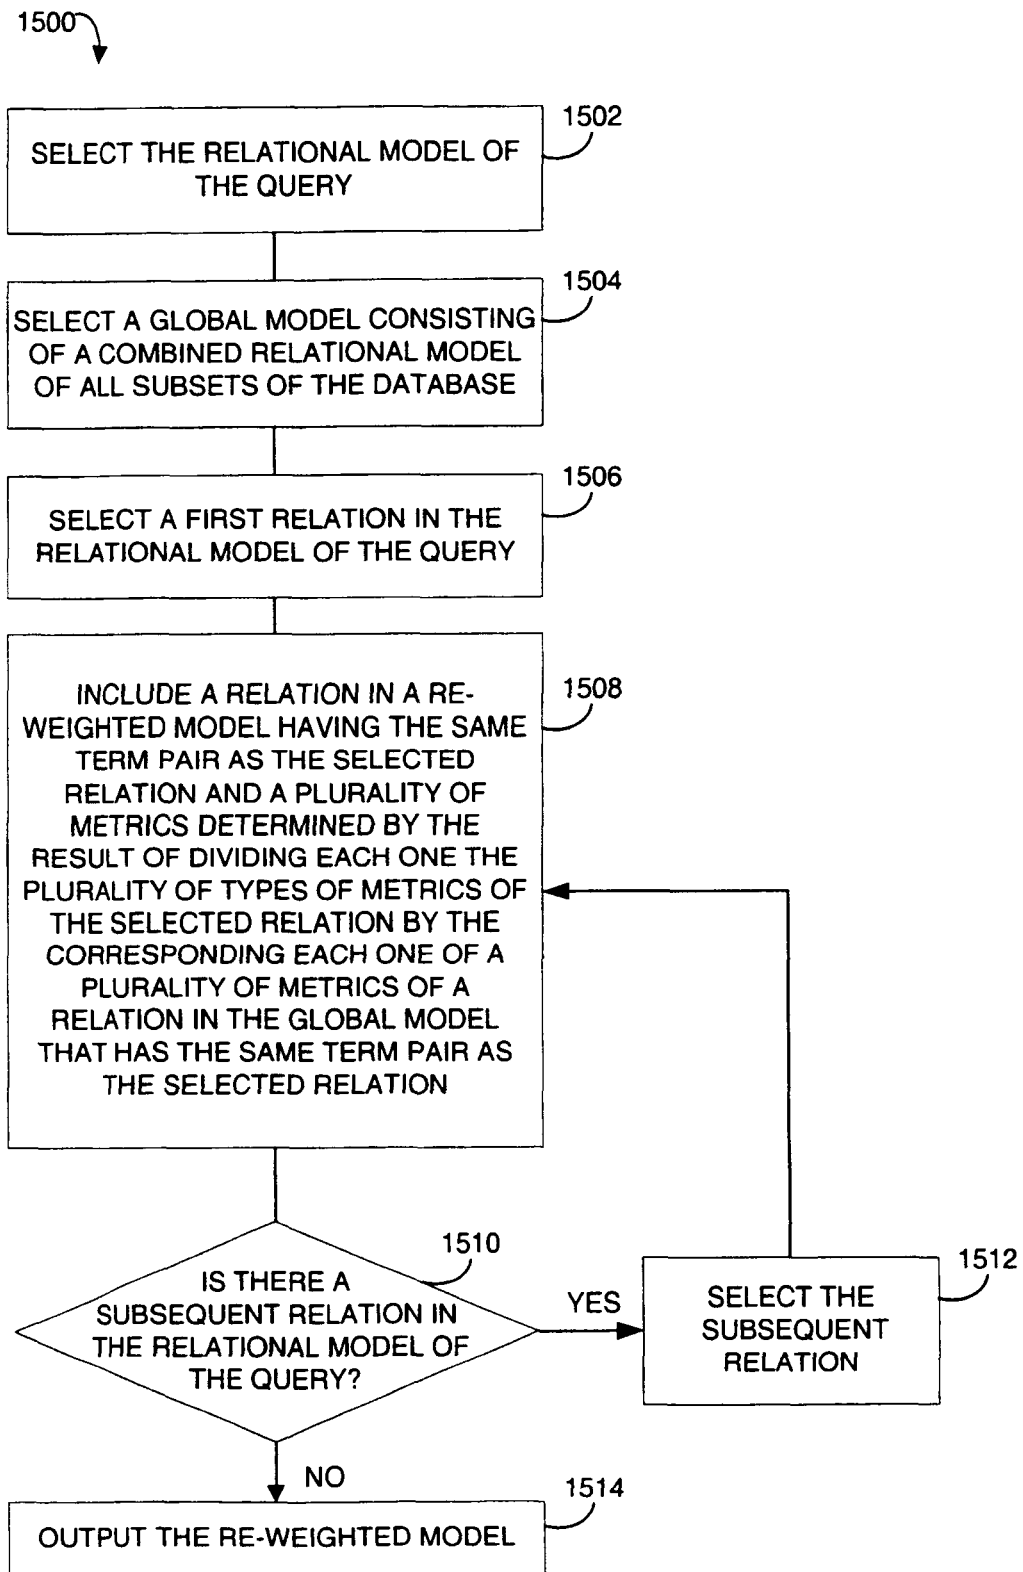 1500
1502
SELECT THE RELATIONAL MODEL OF
THE QUERY
1504
SELECT A GLOBAL MODEL CONSISTING
OF A COMBINED RELATIONAL MODEL
OF ALL SUBSETS OF THE DATABASE
1506
SELECT A FIRST RELATION IN THE
RELATIONAL MODEL OF THE QUERY
1508
INCLUDE A RELATION IN A RE-
WEIGHTED MODEL HAVING THE SAME
TERM PAIR AS THE SELECTED
RELATION AND A PLURALITY OF
METRICS DETERMINED BY THE
RESULT OF DIVIDING EACH ONE THE
PLURALITY OF TYPES OF METRICS OF
THE SELECTED RELATION BY THE
CORRESPONDING EACH ONE OF A
PLURALITY OF METRICS OF A
RELATION IN THE GLOBAL MODEL
THAT HAS THE SAME TERM PAIR AS
THE SELECTED RELATION
1510
IS THERE A
SUBSEQUENT RELATION IN
THE RELATIONAL MODEL OF
THE QUERY?
YES
1512
SELECT THE
SUBSEQUENT
RELATION
NO
1514
OUTPUT THE RE-WEIGHTED MODEL